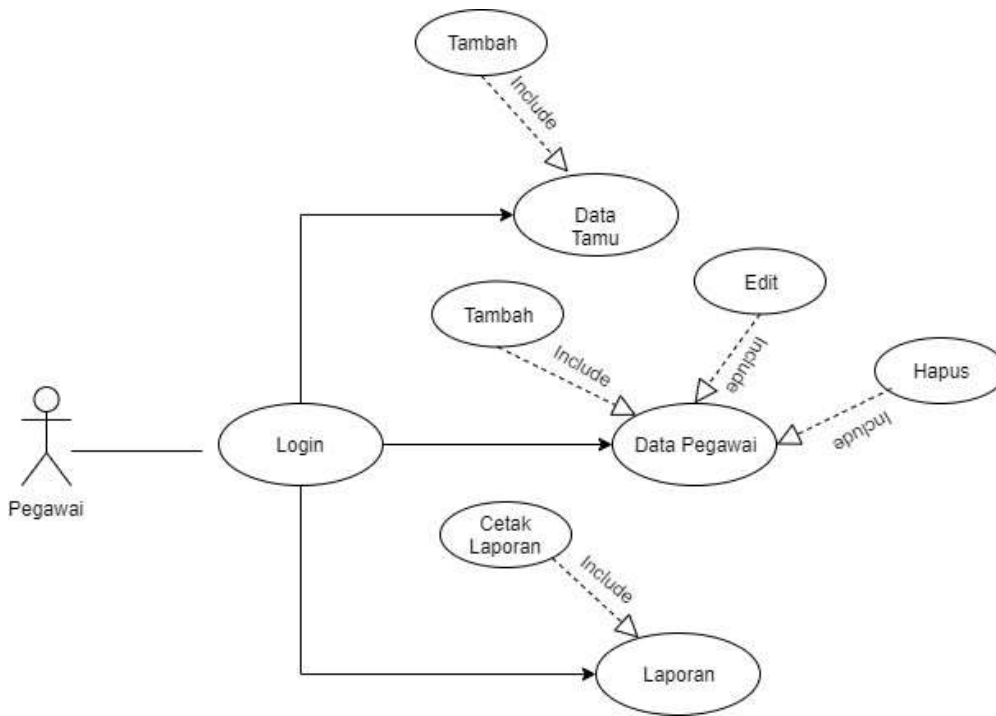 Tambah
Include
Data
Tamu
Edit
Tambah
Include
Include
Hapus
Include
Pegawai
Login
Data Pegawai
Cetak
Laporan
Include
Laporan